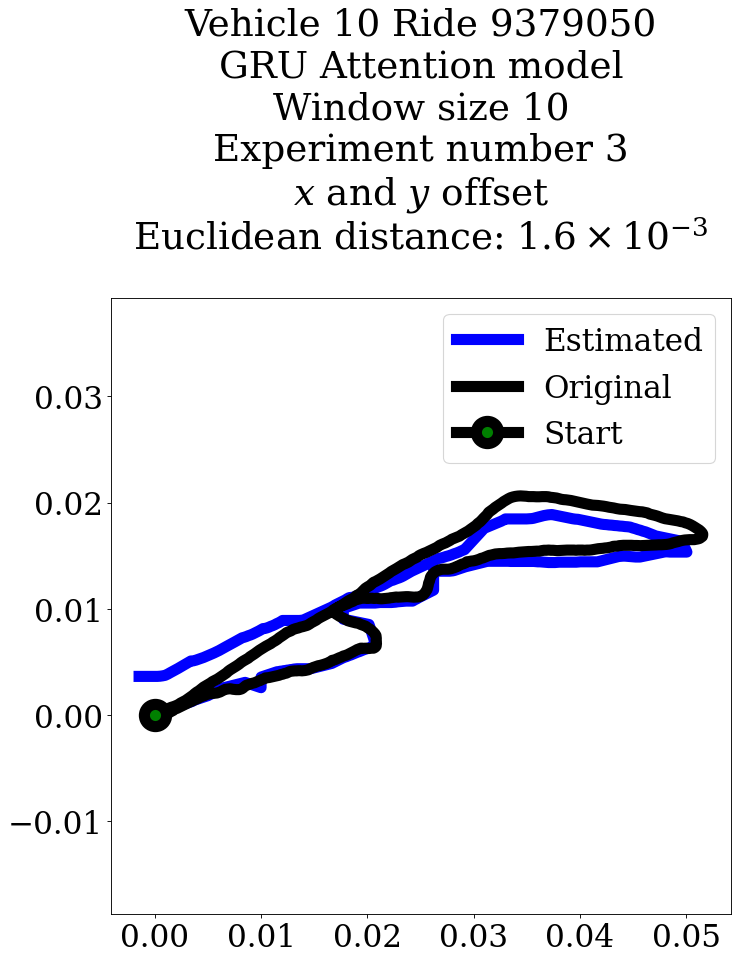 Vehicle 10 Ride 9379050
GRU Attention model
Window size 10
Experiment number 3
x and y offset
Euclidean distance: 1.6 × 10⁻³
Estimated
Original
Start
0.03
0.02
0.01
0.00
−0.01
0.00 0.01 0.02 0.03 0.04 0.05